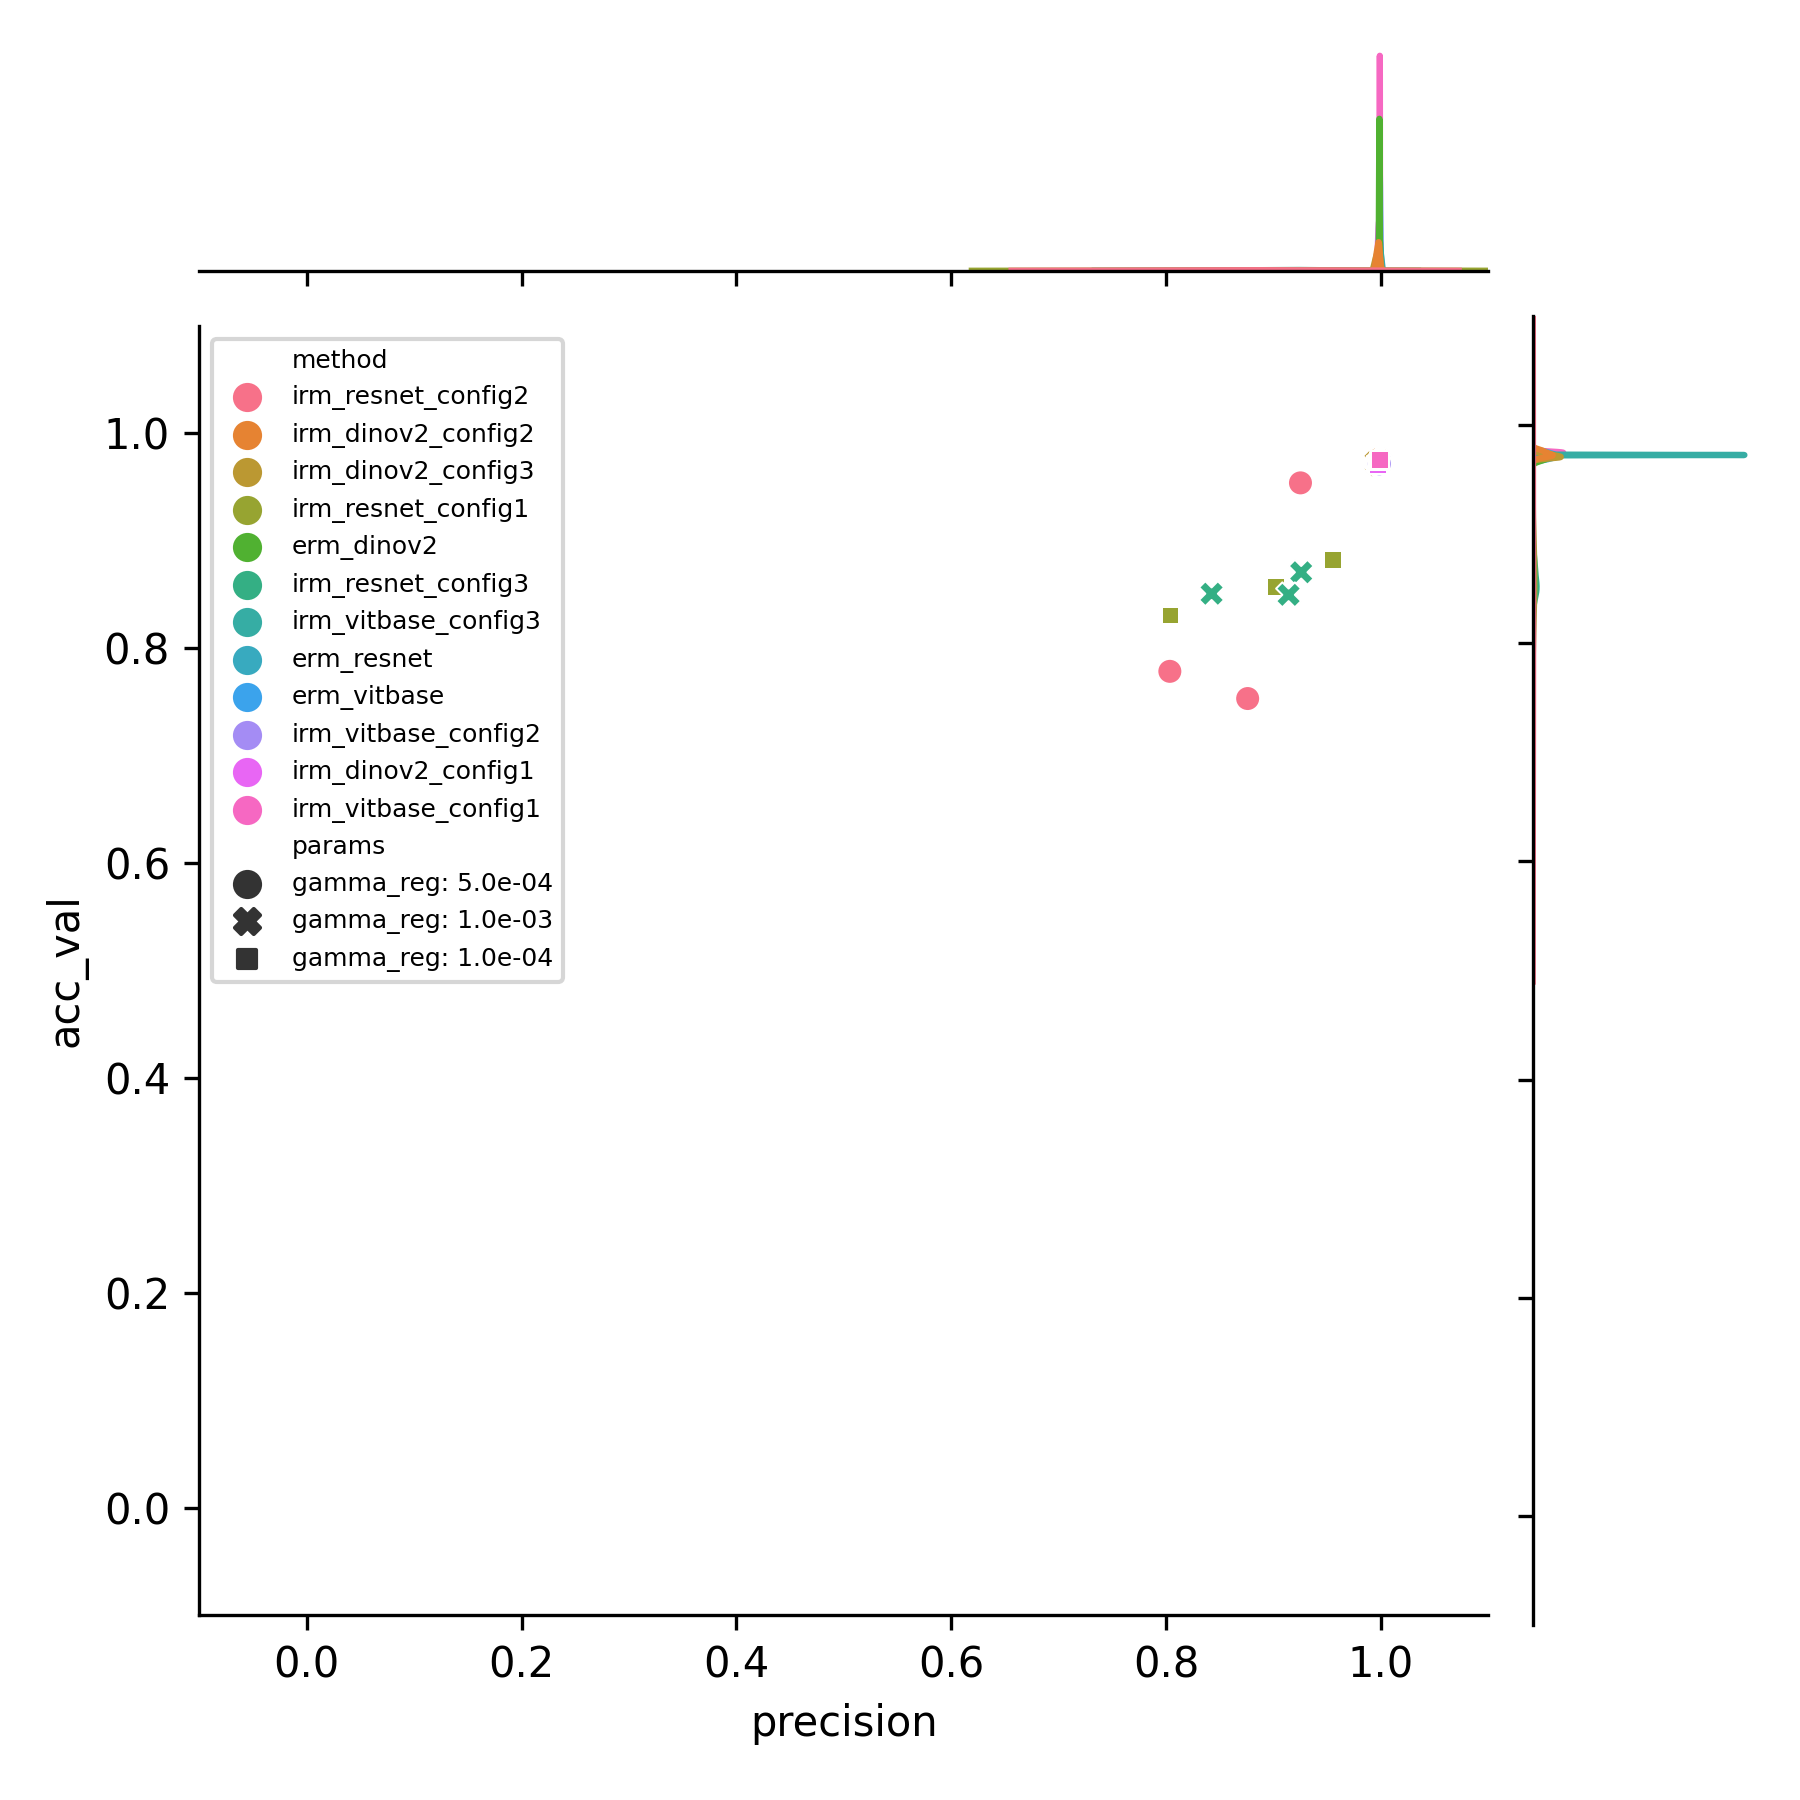 method
irm_resnet_config2
irm_dinov2_config2
irm_dinov2_config3
irm_resnet_config1
erm_dinov2
irm_resnet_config3
irm_vitbase_config3
erm_resnet
erm_vitbase
irm_vitbase_config2
irm_dinov2_config1
irm_vitbase_config1
params
gamma_reg: 5.0e-04
gamma_reg: 1.0e-03
gamma_reg: 1.0e-04
1.0
0.8
0.6
0.4
0.2
0.0
acc_val
0.0 0.2 0.4 0.6 0.8 1.0
precision